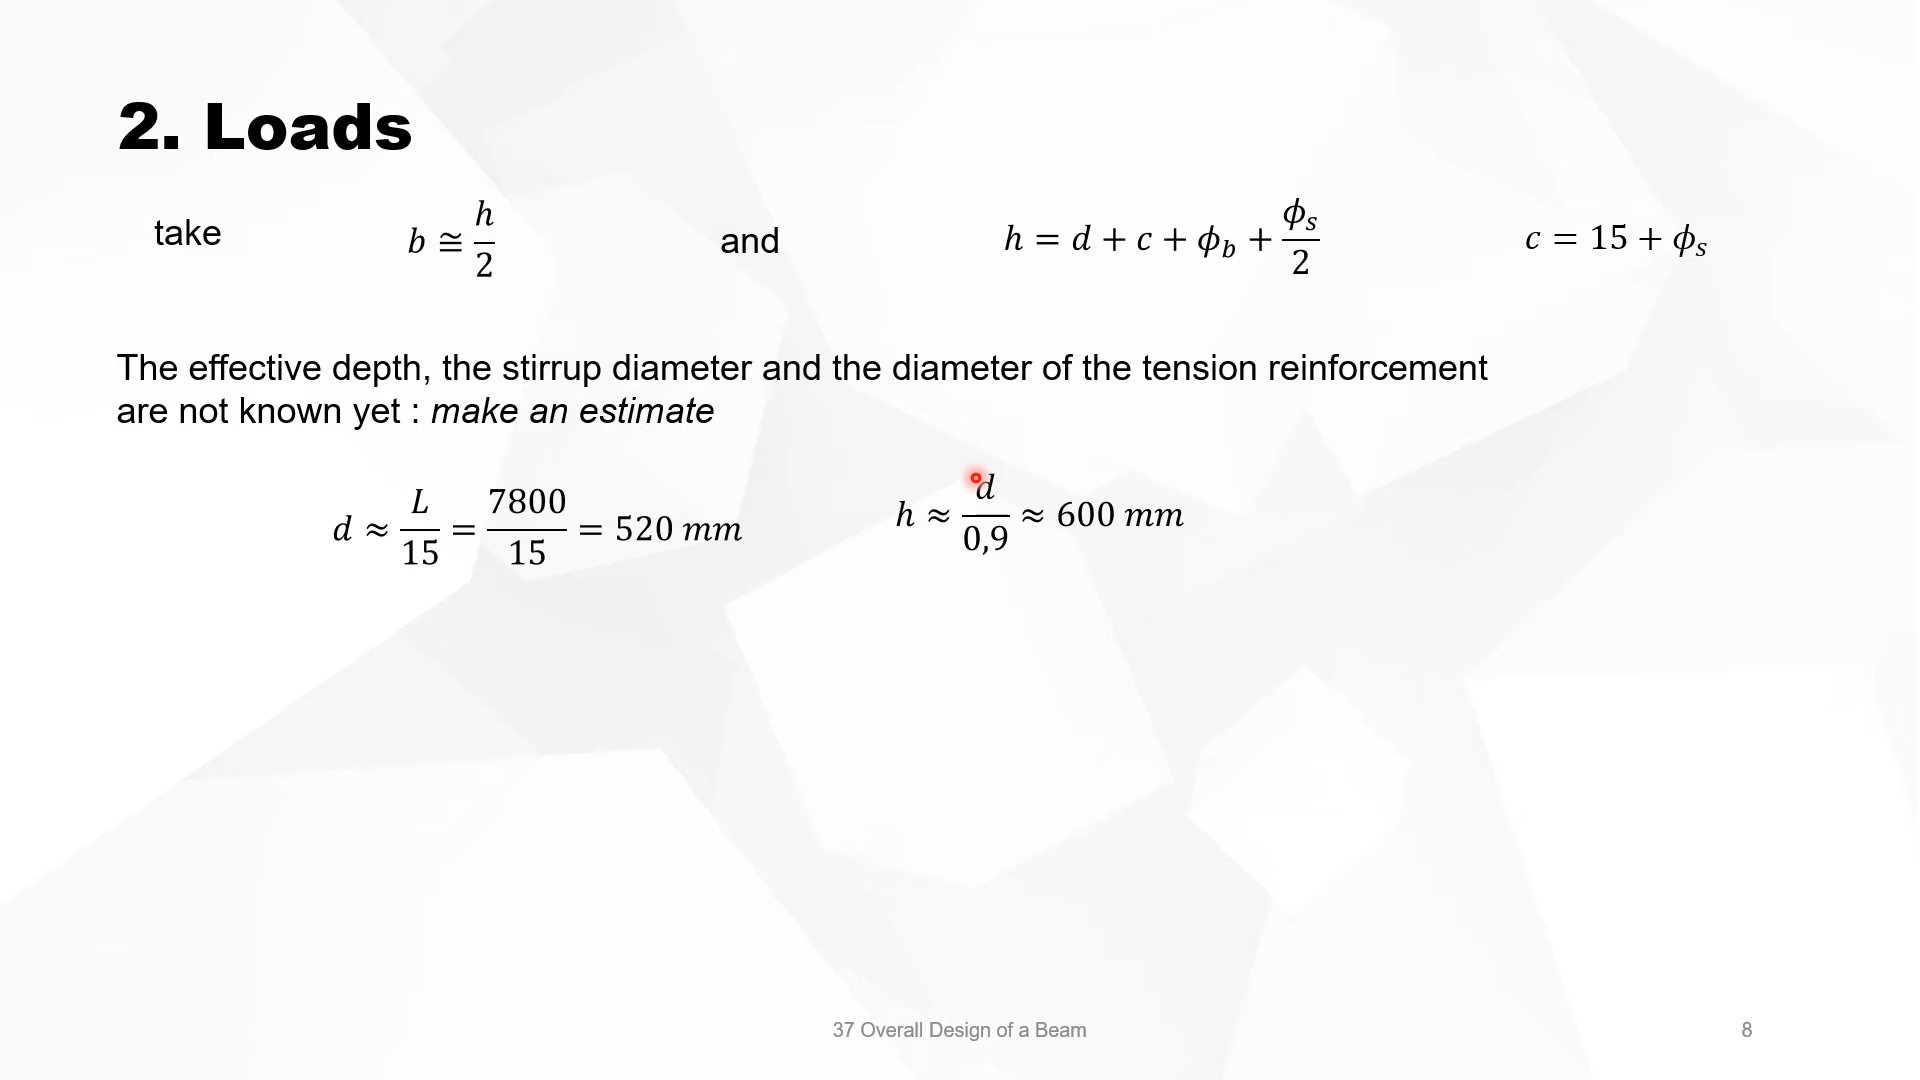 2. Loads
take b ≅ h/2 and h = d + c + ϕ_b + ϕ_s/2 c = 15 + ϕ_s
The effective depth, the stirrup diameter and the diameter of the tension reinforcement
are not known yet : make an estimate
d ≈ L/15 = 7800/15 = 520 mm h ≈ d/0,9 ≈ 600 mm
37 Overall Design of a Beam 8